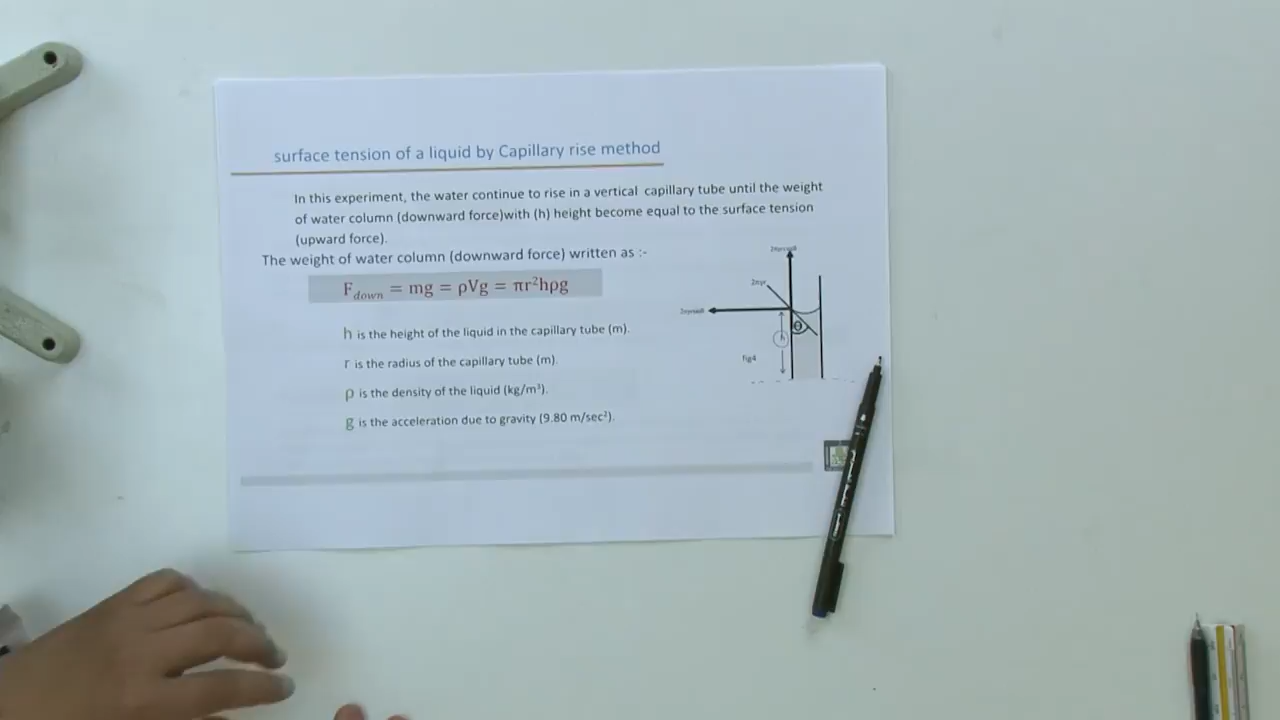 surface tension of a liquid by Capillary rise method
In this experiment, the water continue to rise in a vertical capillary tube until the weight
of water column (downward force)with (h) height become equal to the surface tension
(upward force).
The weight of water column (downward force) written as :-
F_down = mg = ρVg = πr²hρg
h is the height of the liquid in the capillary tube (m).
r is the radius of the capillary tube (m).
ρ is the density of the liquid (kg/m³).
g is the acceleration due to gravity (9.80 m/sec²).
θ
h
fig4